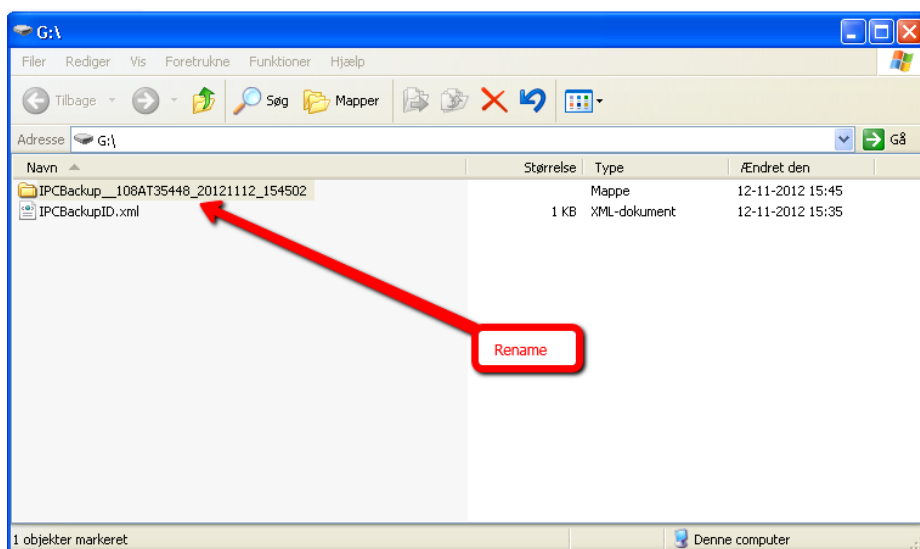 G:\
Filer Rediger Vis Foretrukne Funktioner Hjælp
Tilbage Søg Mapper
Adresse G:\ Gå
Navn Størrelse Type Ændret den
IPCBackup__108AT35448_20121112_154502 Mappe 12-11-2012 15:45
IPCBackupID.xml 1 KB XML-dokument 12-11-2012 15:35
Rename
1 objekter markeret Denne computer